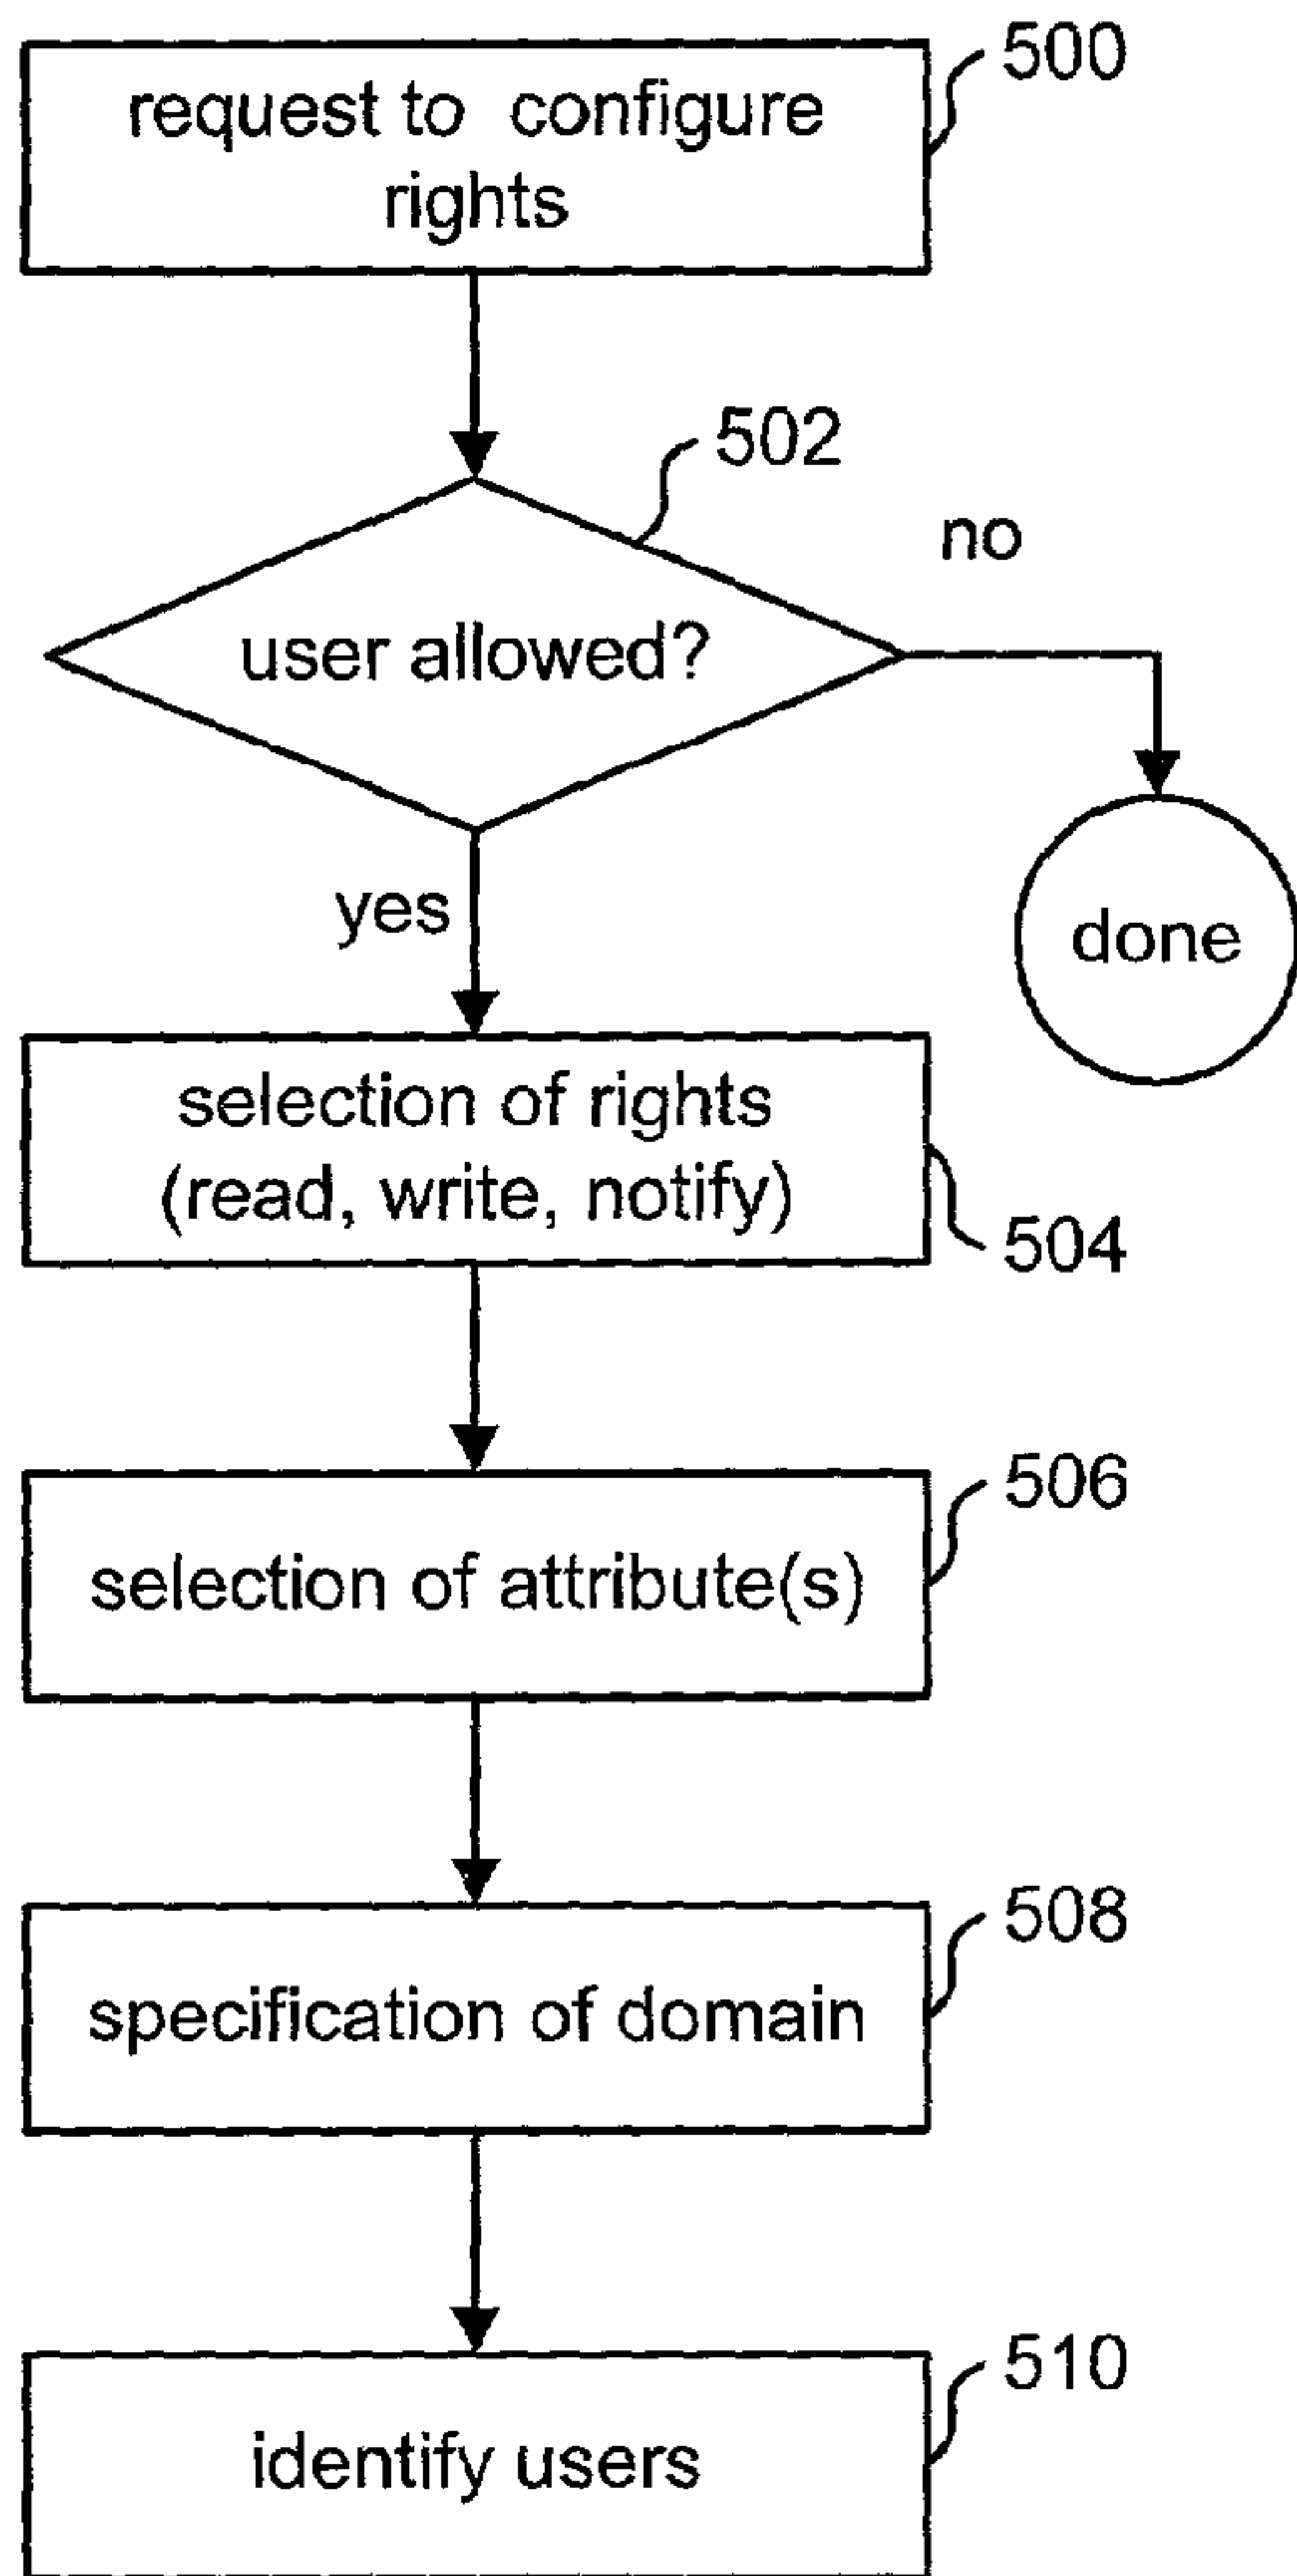 500
request to configure
rights
502
no
user allowed?
yes
done
selection of rights
(read, write, notify)
504
506
selection of attribute(s)
508
specification of domain
510
identify users